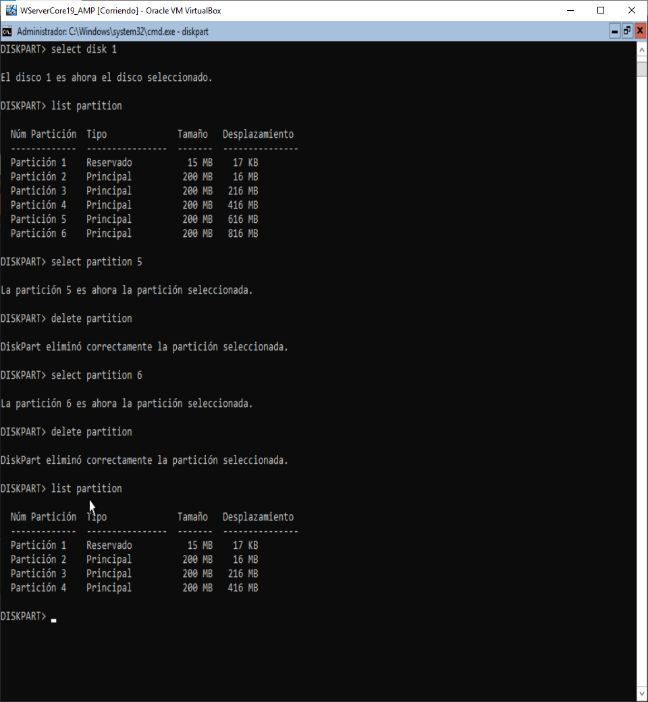 WServerCore19_AMP [Corriendo] - Oracle VM VirtualBox
Administrador: C:\Windows\system32\cmd.exe - diskpart
DISKPART> select disk 1
El disco 1 es ahora el disco seleccionado.
DISKPART> list partition
Núm Partición  Tipo              Tamaño   Desplazamiento
-------------  ----------------  -------  ---------------
Partición 1    Reservado           15 MB    17 KB
Partición 2    Principal          200 MB    16 MB
Partición 3    Principal          200 MB   216 MB
Partición 4    Principal          200 MB   416 MB
Partición 5    Principal          200 MB   616 MB
Partición 6    Principal          200 MB   816 MB
DISKPART> select partition 5
La partición 5 es ahora la partición seleccionada.
DISKPART> delete partition
DiskPart eliminó correctamente la partición seleccionada.
DISKPART> select partition 6
La partición 6 es ahora la partición seleccionada.
DISKPART> delete partition
DiskPart eliminó correctamente la partición seleccionada.
DISKPART> list partition
Núm Partición  Tipo              Tamaño   Desplazamiento
-------------  ----------------  -------  ---------------
Partición 1    Reservado           15 MB    17 KB
Partición 2    Principal          200 MB    16 MB
Partición 3    Principal          200 MB   216 MB
Partición 4    Principal          200 MB   416 MB
DISKPART>